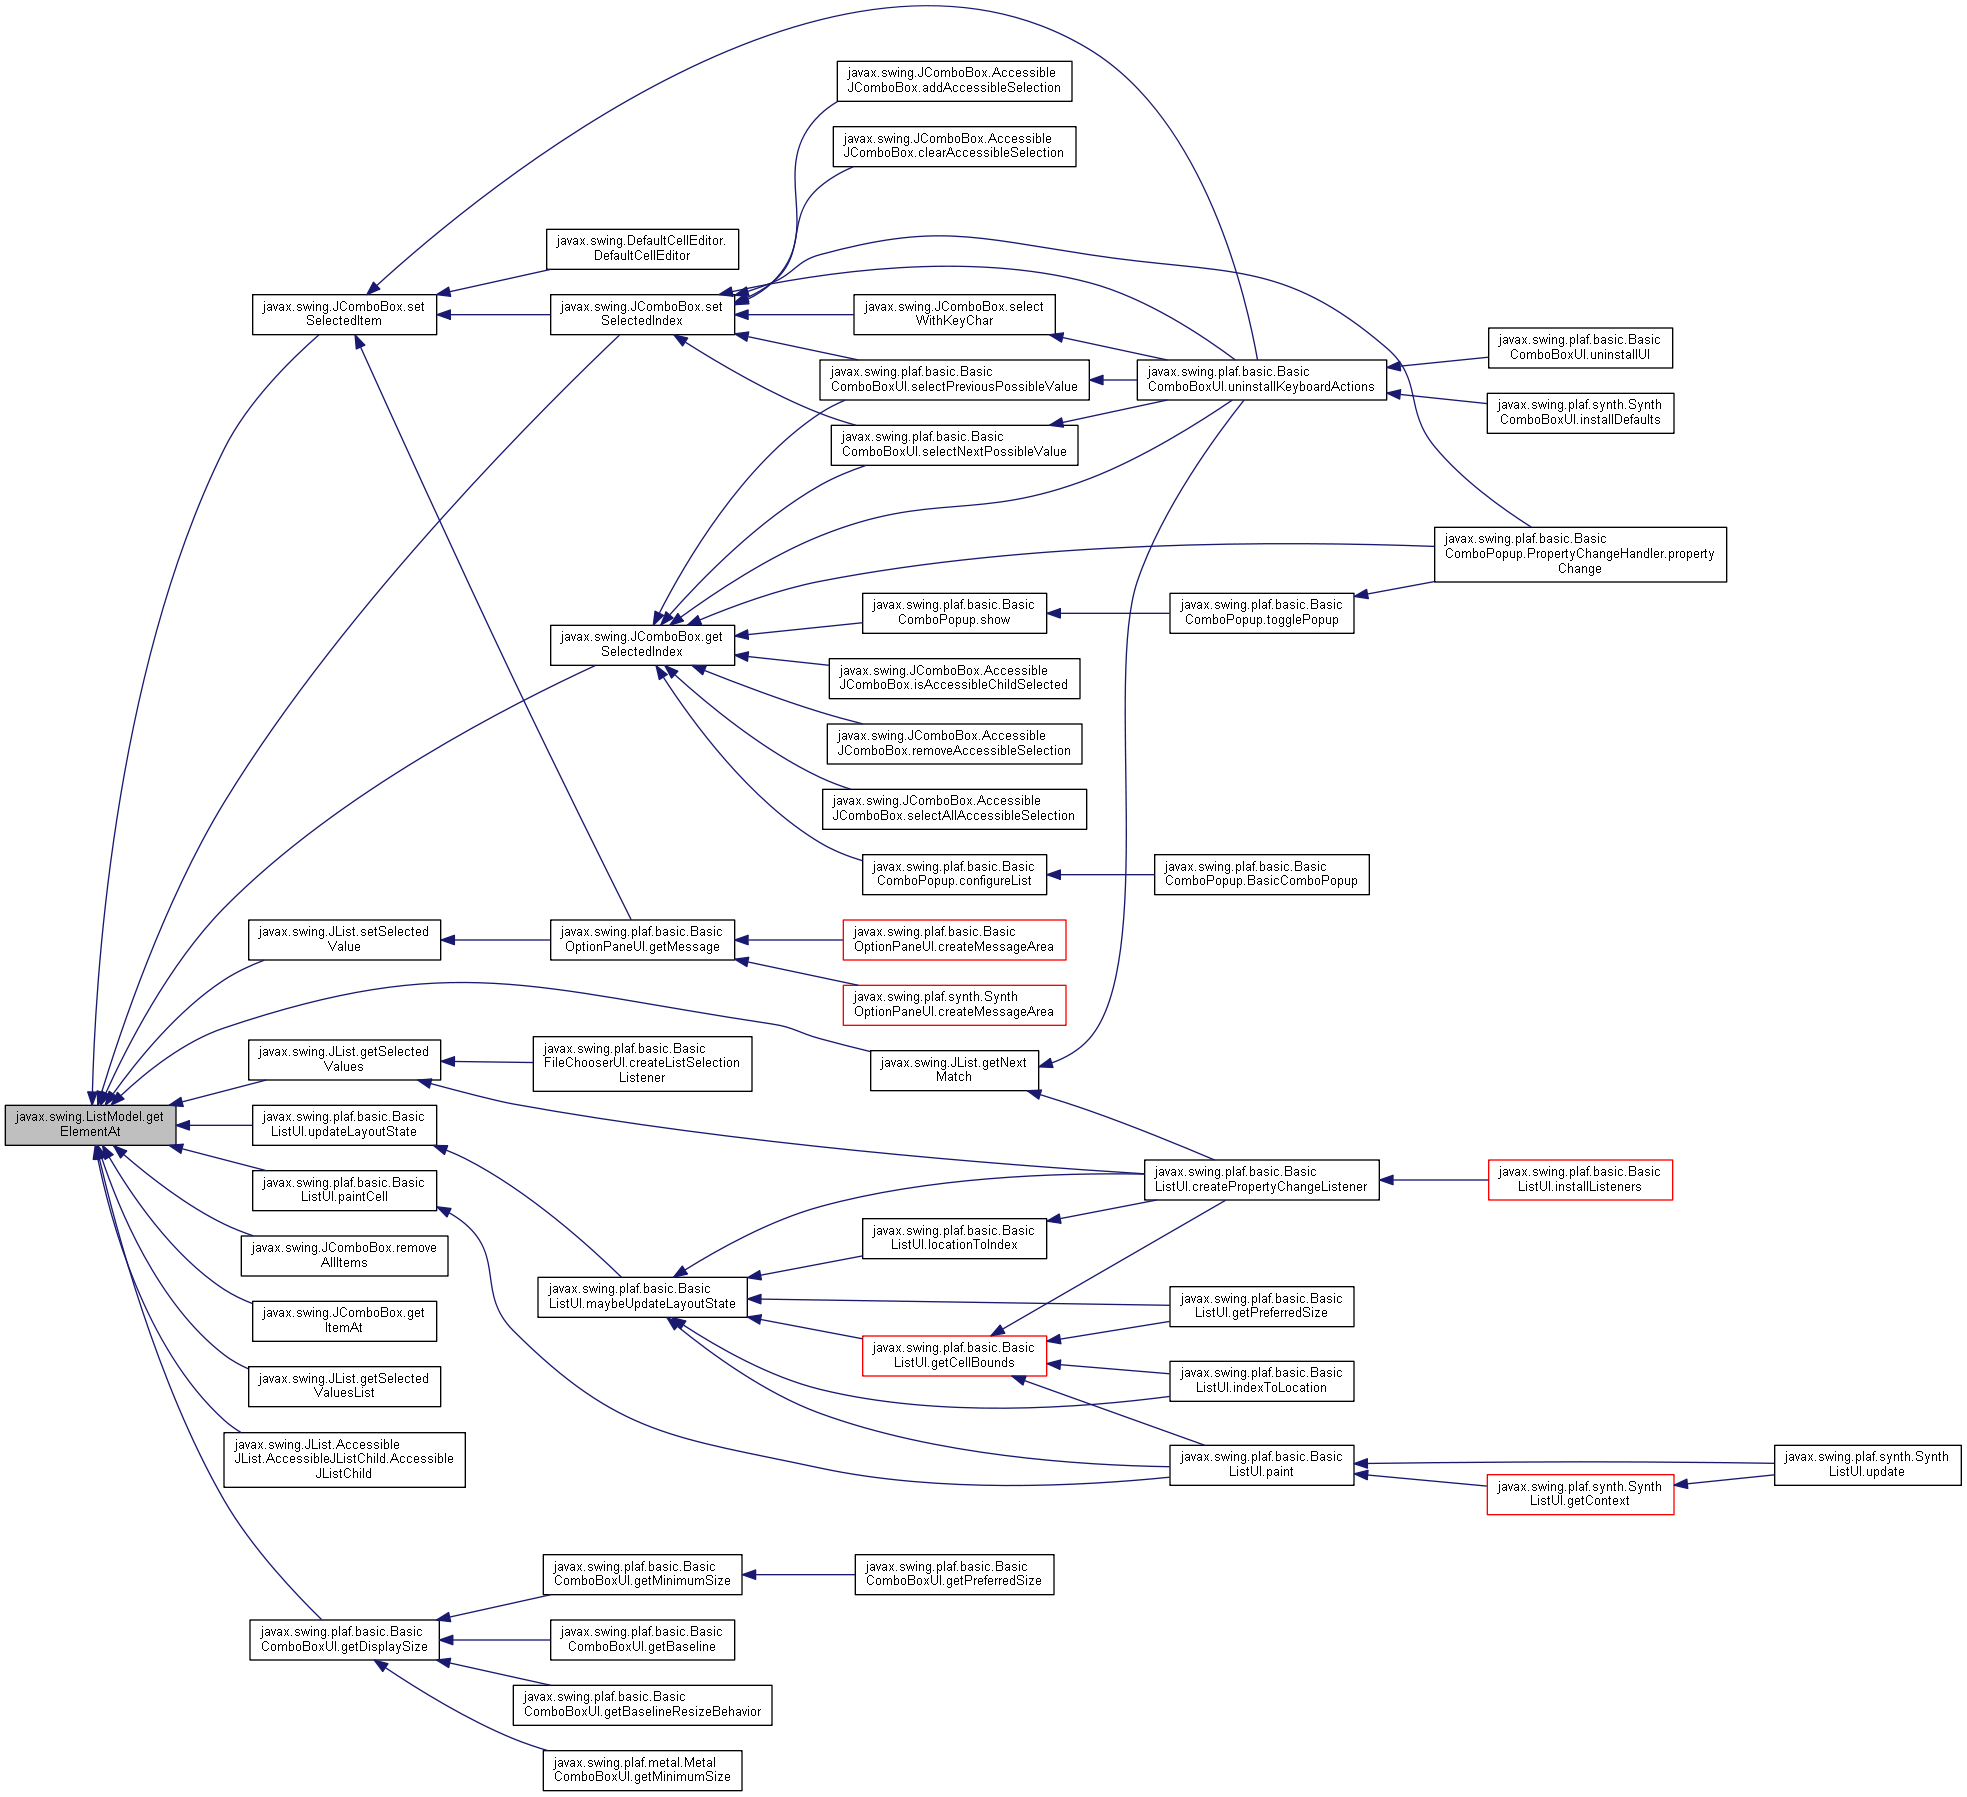 javax.swing.JComboBox.Accessible
JComboBox.addAccessibleSelection
javax.swing.JComboBox.Accessible
JComboBox.clearAccessibleSelection
javax.swing.DefaultCellEditor.
DefaultCellEditor
javax.swing.JComboBox.set
SelectedItem
javax.swing.JComboBox.set
SelectedIndex
javax.swing.JComboBox.select
WithKeyChar
javax.swing.plaf.basic.Basic
ComboBoxUI.uninstallUI
javax.swing.plaf.basic.Basic
ComboBoxUI.selectPreviousPossibleValue
javax.swing.plaf.basic.Basic
ComboBoxUI.uninstallKeyboardActions
javax.swing.plaf.synth.Synth
ComboBoxUI.installDefaults
javax.swing.plaf.basic.Basic
ComboBoxUI.selectNextPossibleValue
javax.swing.plaf.basic.Basic
ComboPopup.PropertyChangeHandler.property
Change
javax.swing.plaf.basic.Basic
ComboPopup.show
javax.swing.plaf.basic.Basic
ComboPopup.togglePopup
javax.swing.JComboBox.get
SelectedIndex
javax.swing.JComboBox.Accessible
JComboBox.isAccessibleChildSelected
javax.swing.JComboBox.Accessible
JComboBox.removeAccessibleSelection
javax.swing.JComboBox.Accessible
JComboBox.selectAllAccessibleSelection
javax.swing.plaf.basic.Basic
ComboPopup.configureList
javax.swing.plaf.basic.Basic
ComboPopup.BasicComboPopup
javax.swing.JList.setSelected
Value
javax.swing.plaf.basic.Basic
OptionPaneUI.getMessage
javax.swing.plaf.basic.Basic
OptionPaneUI.createMessageArea
javax.swing.plaf.synth.Synth
OptionPaneUI.createMessageArea
javax.swing.JList.getSelected
Values
javax.swing.plaf.basic.Basic
FileChooserUI.createListSelection
Listener
javax.swing.JList.getNext
Match
javax.swing.ListModel.get
ElementAt
javax.swing.plaf.basic.Basic
ListUI.updateLayoutState
javax.swing.plaf.basic.Basic
ListUI.paintCell
javax.swing.plaf.basic.Basic
ListUI.createPropertyChangeListener
javax.swing.plaf.basic.Basic
ListUI.installListeners
javax.swing.JComboBox.remove
AllItems
javax.swing.plaf.basic.Basic
ListUI.locationToIndex
javax.swing.plaf.basic.Basic
ListUI.maybeUpdateLayoutState
javax.swing.plaf.basic.Basic
ListUI.getPreferredSize
javax.swing.JComboBox.get
ItemAt
javax.swing.plaf.basic.Basic
ListUI.getCellBounds
javax.swing.plaf.basic.Basic
ListUI.indexToLocation
javax.swing.JList.getSelected
ValuesList
javax.swing.JList.Accessible
JList.AccessibleJListChild.Accessible
JListChild
javax.swing.plaf.basic.Basic
ListUI.paint
javax.swing.plaf.synth.Synth
ListUI.update
javax.swing.plaf.synth.Synth
ListUI.getContext
javax.swing.plaf.basic.Basic
ComboBoxUI.getMinimumSize
javax.swing.plaf.basic.Basic
ComboBoxUI.getPreferredSize
javax.swing.plaf.basic.Basic
ComboBoxUI.getDisplaySize
javax.swing.plaf.basic.Basic
ComboBoxUI.getBaseline
javax.swing.plaf.basic.Basic
ComboBoxUI.getBaselineResizeBehavior
javax.swing.plaf.metal.Metal
ComboBoxUI.getMinimumSize